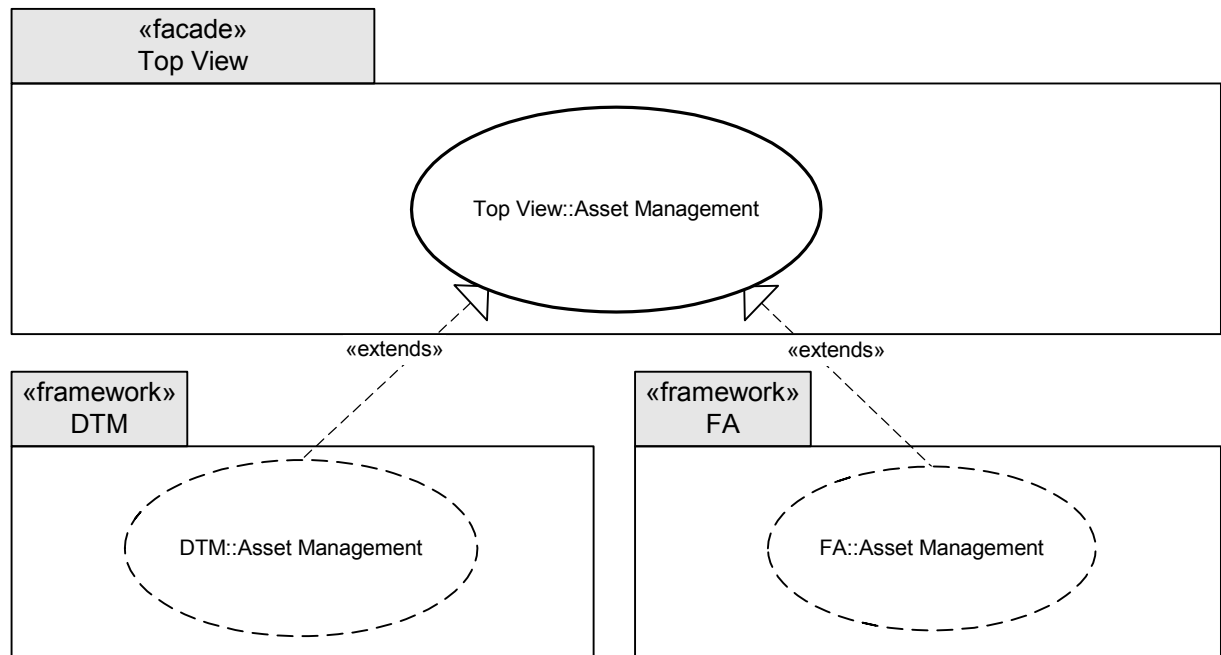 «facade»
Top View
Top View::Asset Management
«extends»
«extends»
«framework»
DTM
«framework»
FA
DTM::Asset Management
FA::Asset Management